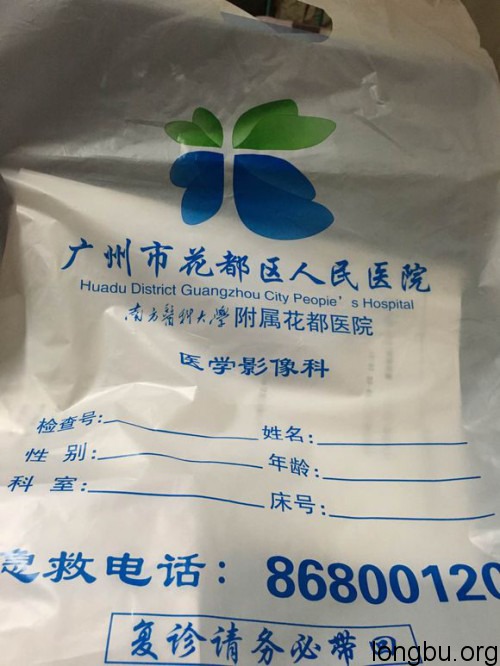 广州市花都区人民医院
Huadu District Guangzhou City Peopie's Hospital
南方医科大学附属花都医院
医学影像科
检查号: 姓名:
性 别: 年龄:
科 室: 床号:
急救电话: 86800120
复诊请务必带回
longbu.org